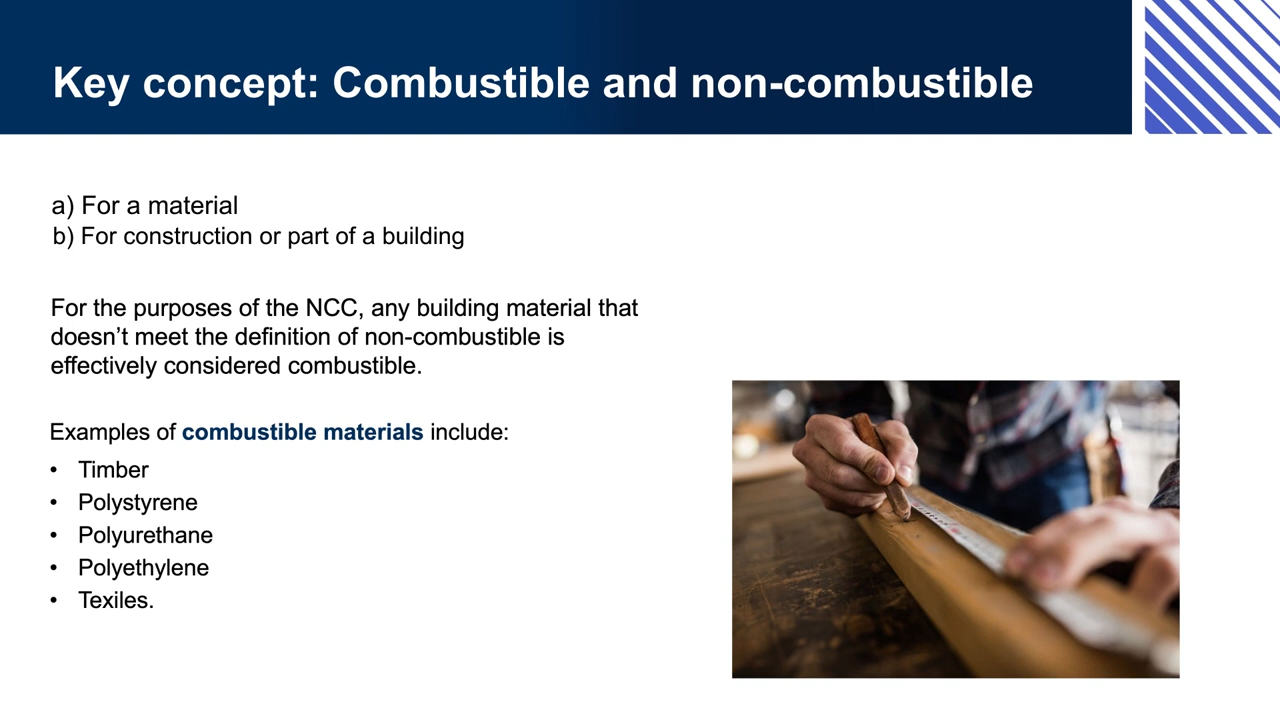 Key concept: Combustible and non-combustible
a) For a material
b) For construction or part of a building
For the purposes of the NCC, any building material that
doesn’t meet the definition of non-combustible is
effectively considered combustible.
Examples of combustible materials include:
• Timber
• Polystyrene
• Polyurethane
• Polyethylene
• Texiles.